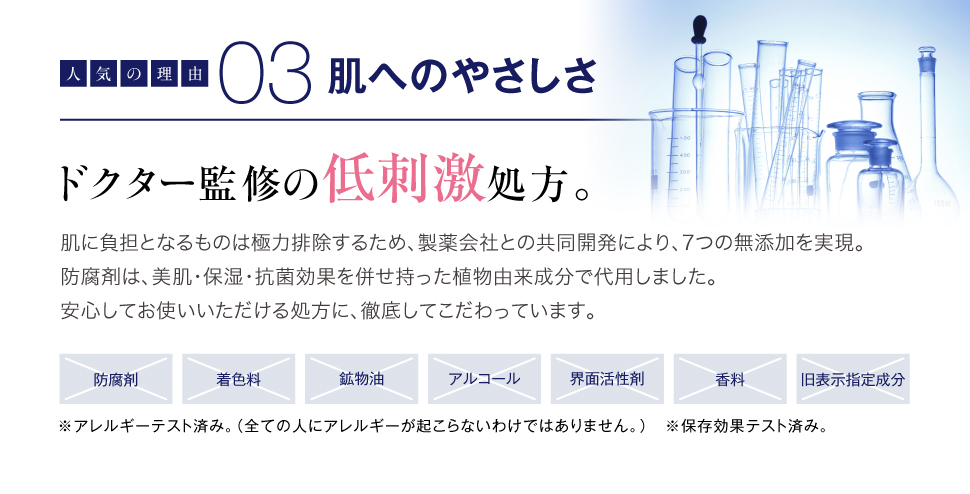 人気の理由 03 肌へのやさしさ
ドクター監修の低刺激処方。
肌に負担となるものは極力排除するため、製薬会社との共同開発により、7つの無添加を実現。
防腐剤は、美肌・保湿・抗菌効果を併せ持った植物由来成分で代用しました。
安心してお使いいただける処方に、徹底してこだわっています。
防腐剤 着色料 鉱物油 アルコール 界面活性剤 香料 旧表示指定成分
※アレルギーテスト済み。（全ての人にアレルギーが起こらないわけではありません。） ※保存効果テスト済み。